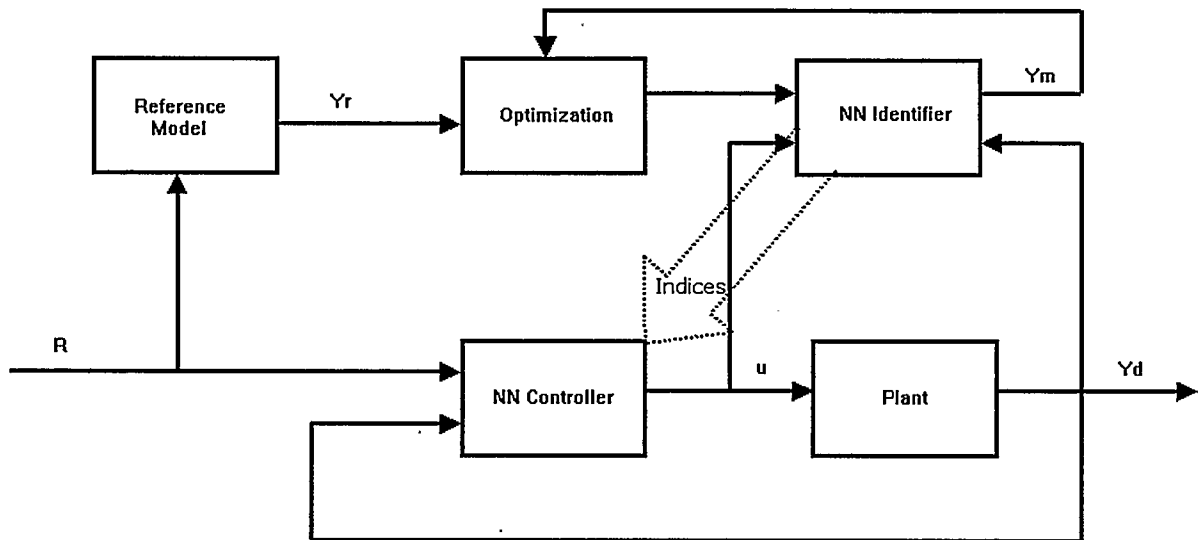 Reference
Model
Yr
Optimization
NN Identifier
Ym
Indices
R
NN Controller
u
Plant
Yd